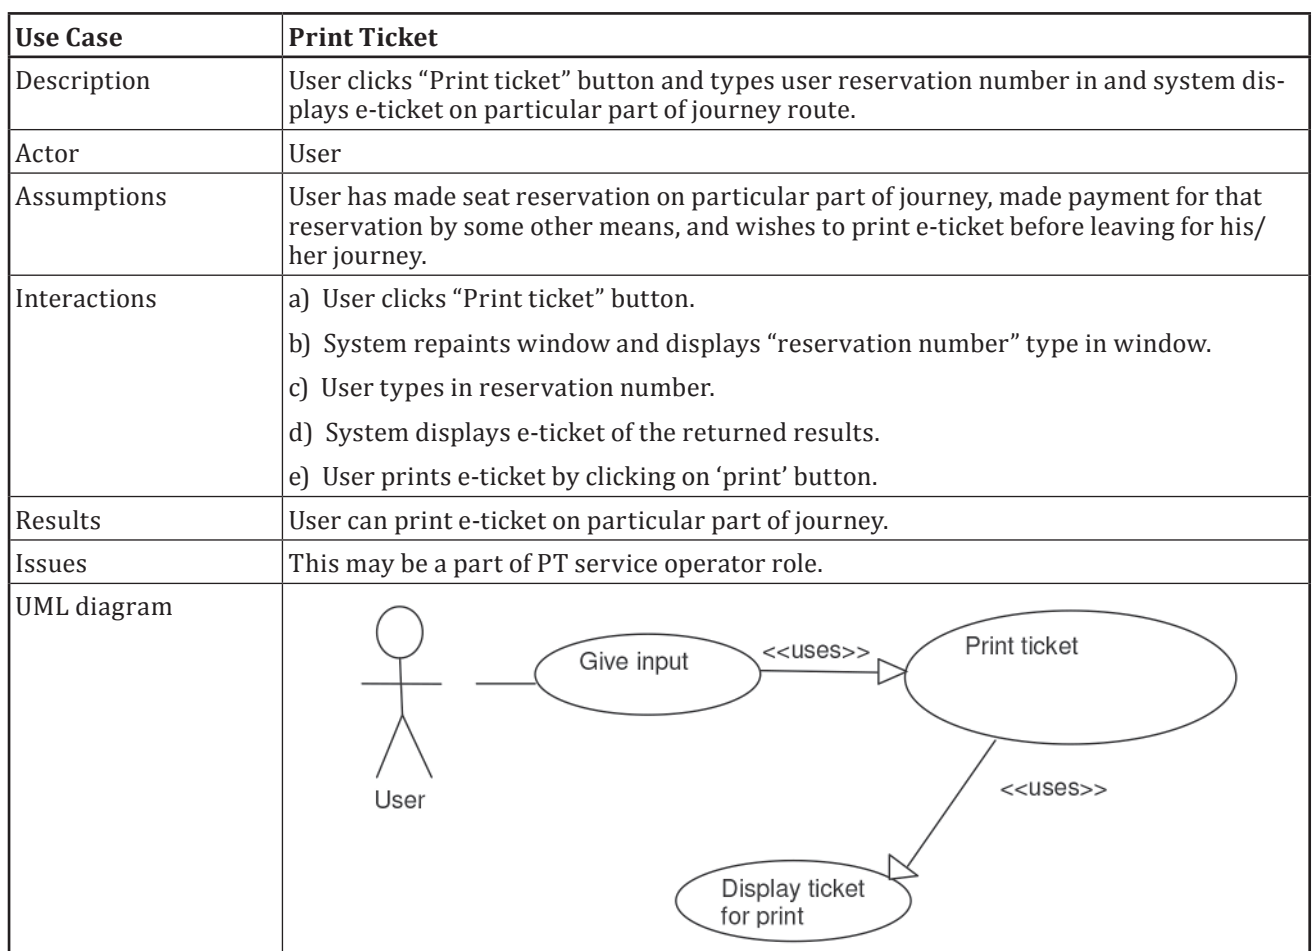 Use Case
Print Ticket
Description
User clicks “Print ticket” button and types user reservation number in and system dis-
plays e-ticket on particular part of journey route.
Actor
User
Assumptions
User has made seat reservation on particular part of journey, made payment for that
reservation by some other means, and wishes to print e-ticket before leaving for his/
her journey.
Interactions
a) User clicks “Print ticket” button.
b) System repaints window and displays “reservation number” type in window.
c) User types in reservation number.
d) System displays e-ticket of the returned results.
e) User prints e-ticket by clicking on ‘print’ button.
Results
User can print e-ticket on particular part of journey.
Issues
This may be a part of PT service operator role.
UML diagram
Give input
<<uses>>
Print ticket
User
<<uses>>
Display ticket
for print